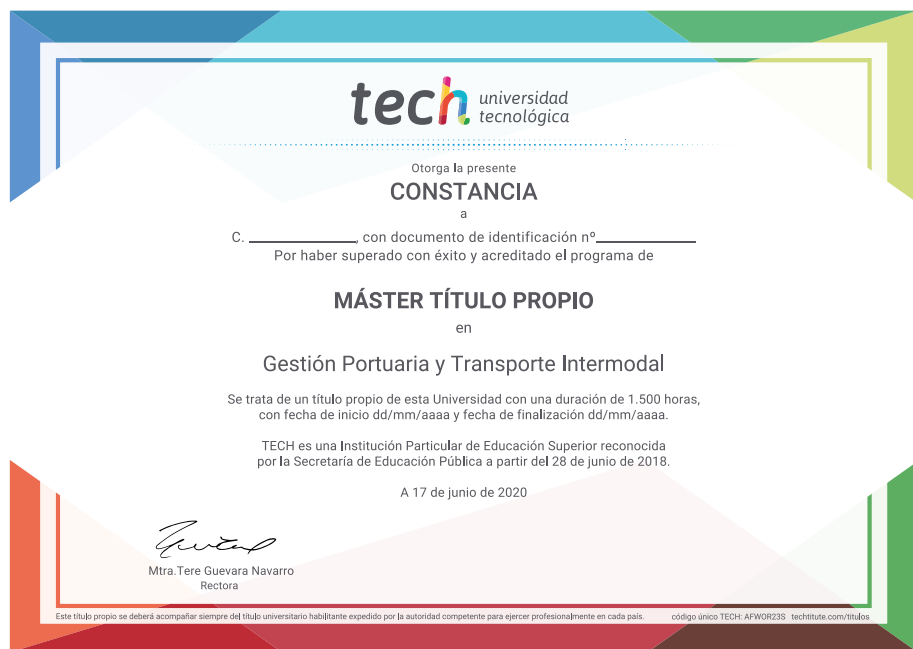 tech universidad
tecnológica
Otorga la presente
CONSTANCIA
a
C. ____________, con documento de identificación nº____________
Por haber superado con éxito y acreditado el programa de
MÁSTER TÍTULO PROPIO
en
Gestión Portuaria y Transporte Intermodal
Se trata de un título propio de esta Universidad con una duración de 1.500 horas,
con fecha de inicio dd/mm/aaaa y fecha de finalización dd/mm/aaaa.
TECH es una Institución Particular de Educación Superior reconocida
por la Secretaría de Educación Pública a partir del 28 de junio de 2018.
A 17 de junio de 2020
Mtra.Tere Guevara Navarro
Rectora
Este título propio se deberá acompañar siempre del título universitario habilitante expedido por la autoridad competente para ejercer profesionalmente en cada país. código único TECH: AFWOR23S techtitute.com/titulos